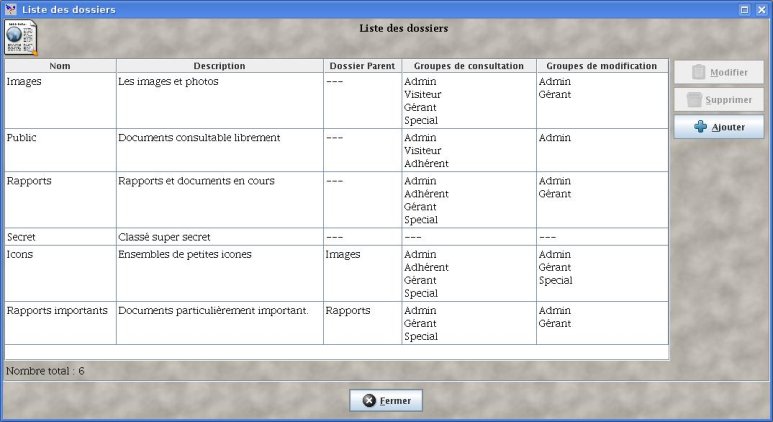 Liste des dossiers
Liste des dossiers
Nom Description Dossier Parent Groupes de consultation Groupes de modification
Images Les images et photos --- Admin Admin
Visiteur Gérant
Gérant
Special
Public Documents consultable librement --- Admin Admin
Visiteur
Adhérent
Rapports Rapports et documents en cours --- Admin Admin
Adhérent Gérant
Gérant
Special
Secret Classé super secret --- --- ---
Icons Ensembles de petites icones Images Admin Admin
Adhérent Gérant
Gérant Special
Special
Rapports importants Documents particulièrement important. Rapports Admin Admin
Gérant Gérant
Special
Modifier
Supprimer
Ajouter
Nombre total : 6
Fermer